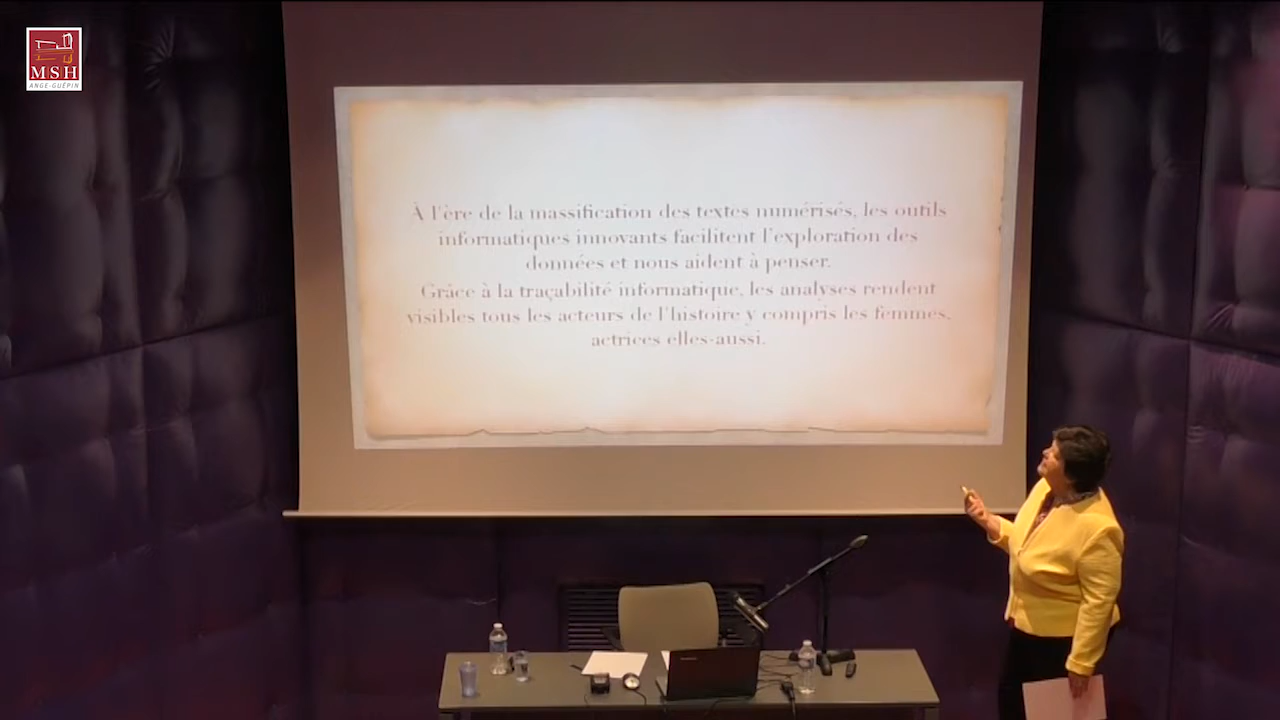 MSH
ANGE-GUÉPIN
À l'ère de la massification des textes numérisés, les outils
informatiques innovants facilitent l'exploration des
données et nous aident à penser.
Grâce à la traçabilité informatique, les analyses rendent
visibles tous les acteurs de l'histoire y compris les femmes,
actrices elles-aussi.